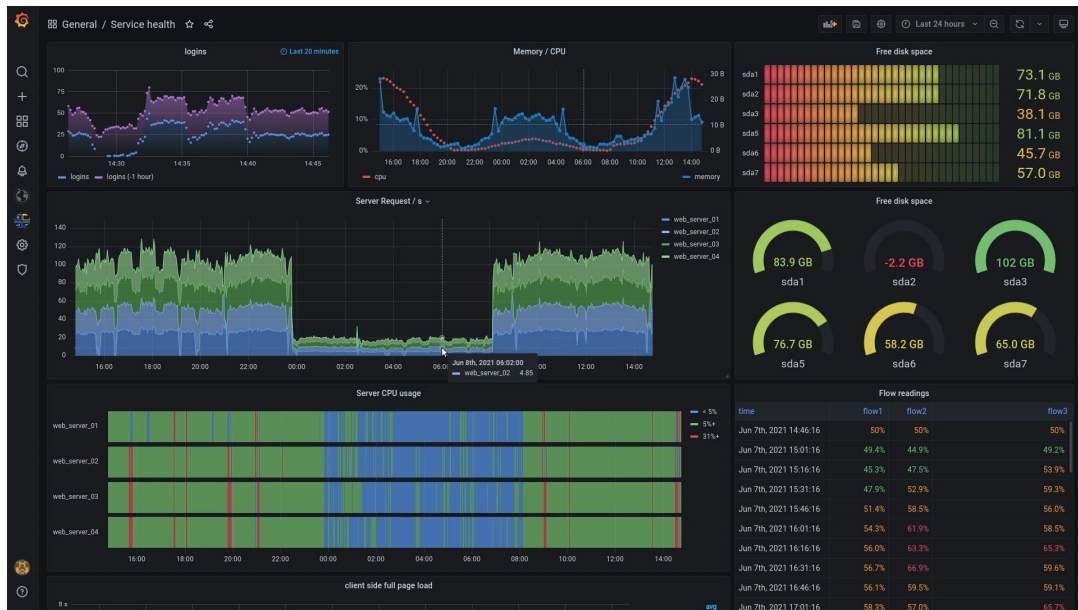 General / Service health
Last 24 hours
logins
Last 20 minutes
100
75
50
25
0
14:30 14:35 14:40 14:45
logins logins (-1 hour)
Memory / CPU
20%
10%
0%
30 B
20 B
10 B
0 B
16:00 18:00 20:00 22:00 00:00 02:00 04:00 06:00 08:00 10:00 12:00 14:00
cpu
memory
Free disk space
sda1 73.1 GB
sda2 71.8 GB
sda3 38.1 GB
sda5 81.1 GB
sda6 45.7 GB
sda7 57.0 GB
Server Request / s
140
120
100
80
60
40
20
0
16:00 18:00 20:00 22:00 00:00 02:00 04:00 06:0 12:00 14:00
web_server_01
web_server_02
web_server_03
web_server_04
Jun 8th, 2021 06:02:00
web_server_02 4.85
Free disk space
83.9 GB -2.2 GB 102 GB
sda1 sda2 sda3
76.7 GB 58.2 GB 65.0 GB
sda5 sda6 sda7
Server CPU usage
web_server_01
web_server_02
web_server_03
web_server_04
< 5%
5%+
31%+
16:00 18:00 20:00 22:00 00:00 02:00 04:00 06:00 08:00 10:00 12:00 14:00
Flow readings
time flow1 flow2 flow3
Jun 7th, 2021 14:46:16 50% 50% 50%
Jun 7th, 2021 15:01:16 49.4% 44.9% 49.2%
Jun 7th, 2021 15:16:16 45.3% 47.5% 53.9%
Jun 7th, 2021 15:31:16 47.9% 52.9% 59.3%
Jun 7th, 2021 15:46:16 51.4% 58.5% 56.0%
Jun 7th, 2021 16:01:16 54.3% 61.9% 58.5%
Jun 7th, 2021 16:16:16 56.0% 63.3% 65.3%
Jun 7th, 2021 16:31:16 56.7% 66.9% 59.6%
Jun 7th, 2021 16:46:16 56.1% 59.5% 59.1%
Jun 7th, 2021 17:01:16 58.3% 57.0% 65.7%
client side full page load
8 s
avg